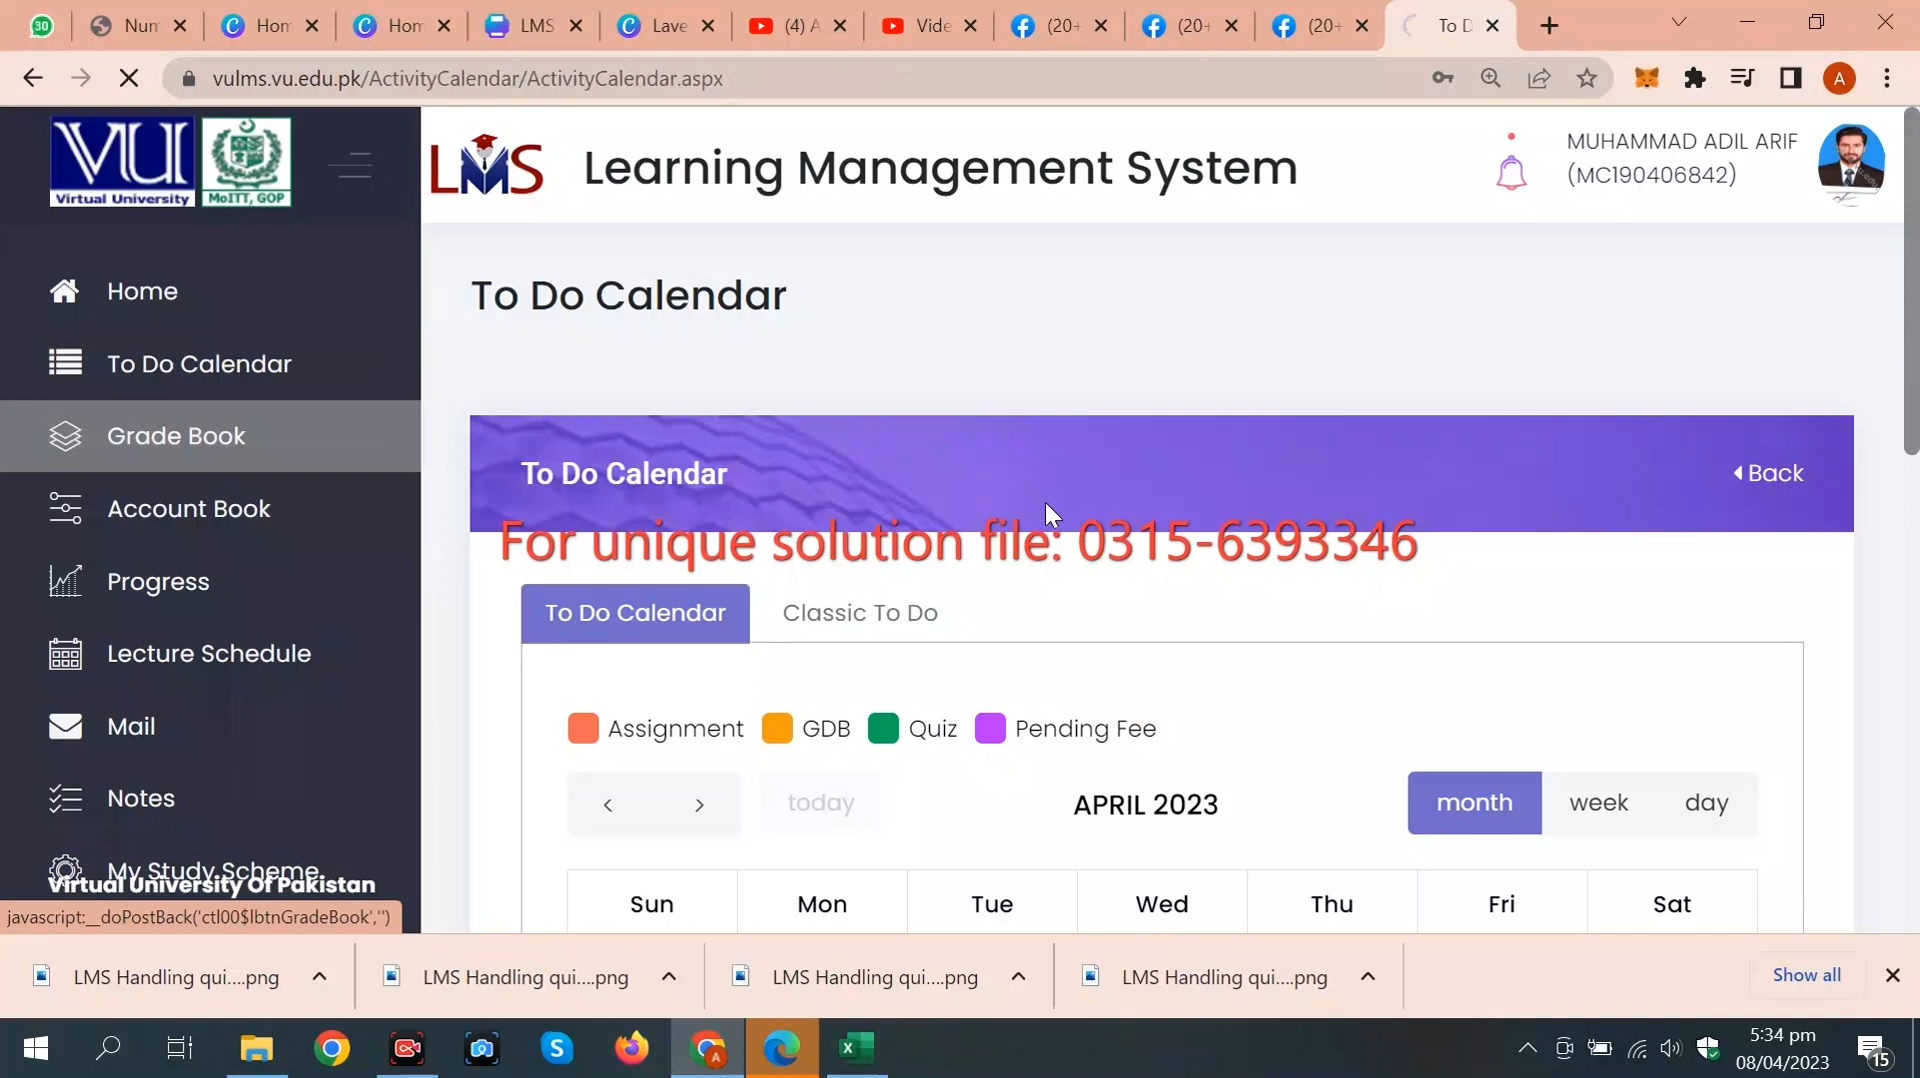 30
Num
Hom
Hom
LMS
Lave
(4) A
Vide
(20+
(20+
(20+
To D
vulms.vu.edu.pk/ActivityCalendar/ActivityCalendar.aspx
A
VU
Virtual University
MoITT, GOP
LMS
Learning Management System
MUHAMMAD ADIL ARIF
(MC190406842)
Home
To Do Calendar
Grade Book
Account Book
Progress
Lecture Schedule
Mail
Notes
My Study Scheme
Virtual University Of Pakistan
javascript:__doPostBack('ctl00$lbtnGradeBook','')
To Do Calendar
To Do Calendar
Back
For unique solution file: 0315-6393346
To Do Calendar
Classic To Do
Assignment
GDB
Quiz
Pending Fee
today
APRIL 2023
month
week
day
Sun
Mon
Tue
Wed
Thu
Fri
Sat
LMS Handling qui....png
LMS Handling qui....png
LMS Handling qui....png
LMS Handling qui....png
Show all
5:34 pm
08/04/2023
15